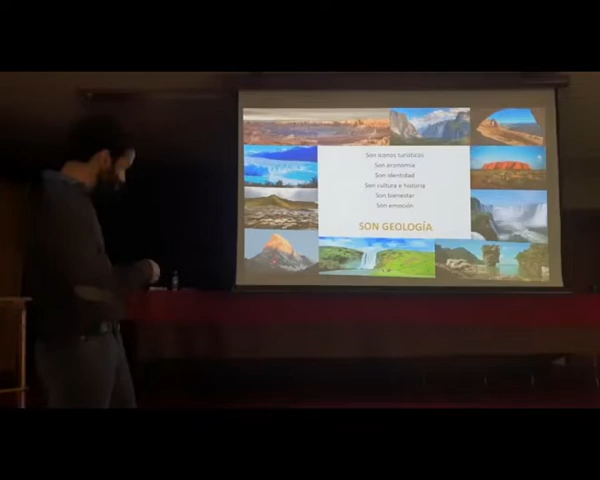 Son iconos turísticos
Son economía
Son identidad
Son cultura e historia
Son bienestar
Son emoción
SON GEOLOGÍA